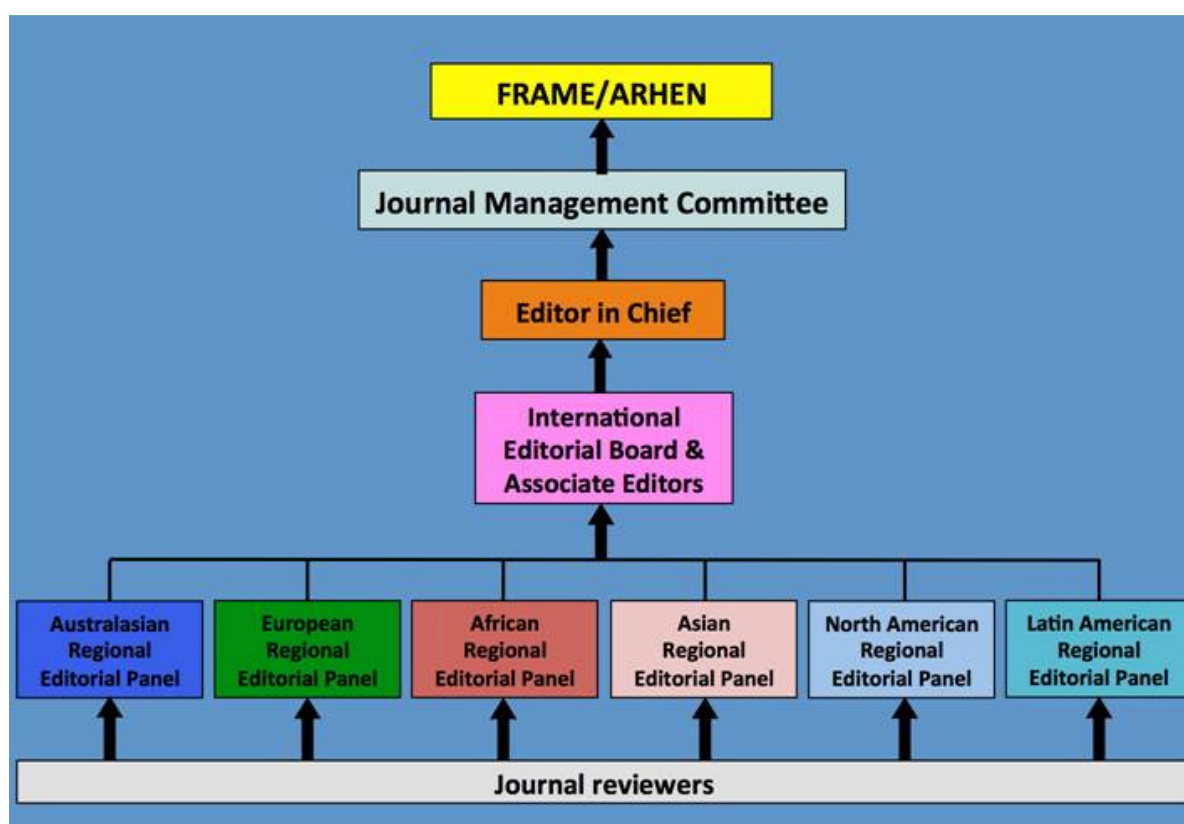 FRAME/ARHEN
Journal Management Committee
Editor in Chief
International
Editorial Board &
Associate Editors
Australasian
Regional
Editorial Panel
European
Regional
Editorial Panel
African
Regional
Editorial Panel
Asian
Regional
Editorial Panel
North American
Regional
Editorial Panel
Latin American
Regional
Editorial Panel
Journal reviewers